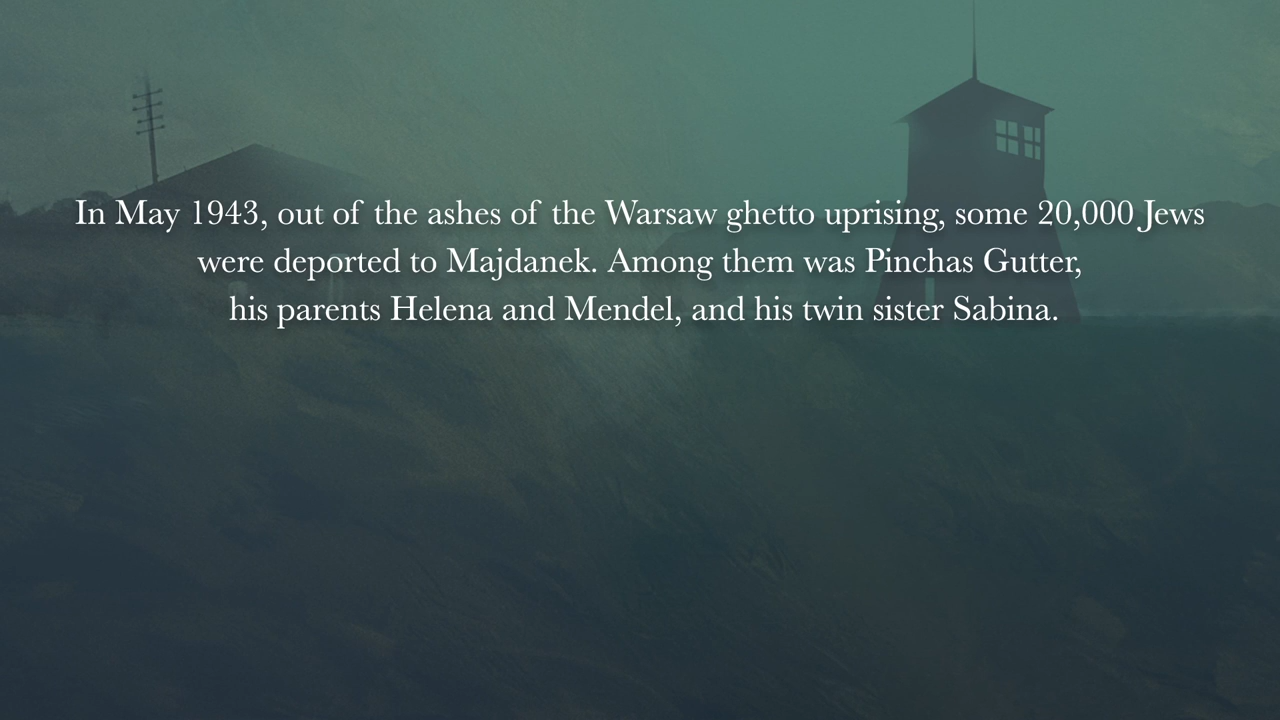 In May 1943, out of the ashes of the Warsaw ghetto uprising, some 20,000 Jews
were deported to Majdanek. Among them was Pinchas Gutter,
his parents Helena and Mendel, and his twin sister Sabina.